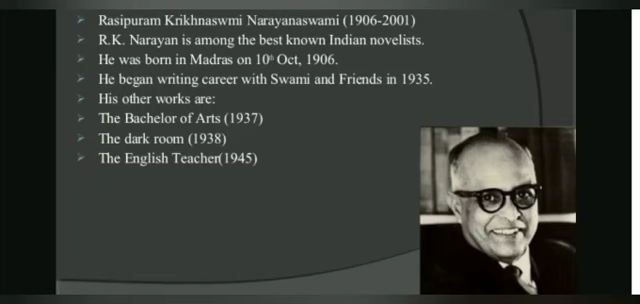 Rasipuram Krikhnaswmi Narayanaswami (1906-2001)
R.K. Narayan is among the best known Indian novelists.
He was born in Madras on 10th Oct, 1906.
He began writing career with Swami and Friends in 1935.
His other works are:
The Bachelor of Arts (1937)
The dark room (1938)
The English Teacher(1945)